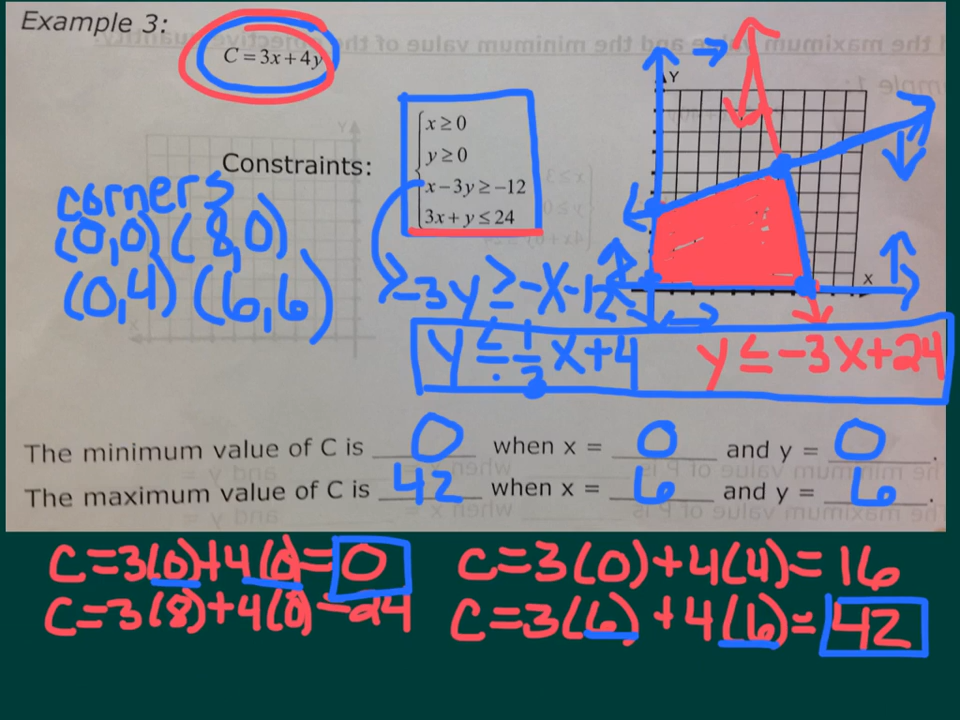 Example 3:
C = 3x + 4y
Y
Constraints:
x ≥ 0
y ≥ 0
x − 3y ≥ −12
3x + y ≤ 24
X
corners
(0,0) (8,0)
(0,4) (6,6)
-3y ≥ -x-12
y ≤ 1/3x+4
y ≤ -3x+24
The minimum value of C is 0 when x = 0 and y = 0.
The maximum value of C is 42 when x = 6 and y = 6.
C=3(0)+4(0)=0
C=3(0)+4(4)=16
C=3(8)+4(0)=24
C=3(6)+4(6)=42